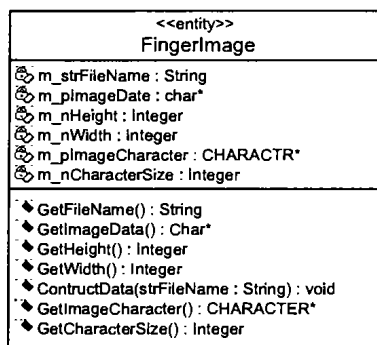 <<entity>>
FingerImage
m_strFileName : String
m_pImageDate : char*
m_nHeight : Integer
m_nWidth : Integer
m_pImageCharacter : CHARACTR*
m_nCharacterSize : Integer
GetFileName() : String
GetImageData() : Char*
GetHeight() : Integer
GetWidth() : Integer
ContructData(strFileName : String) : void
GetImageCharacter() : CHARACTER*
GetCharacterSize() : Integer